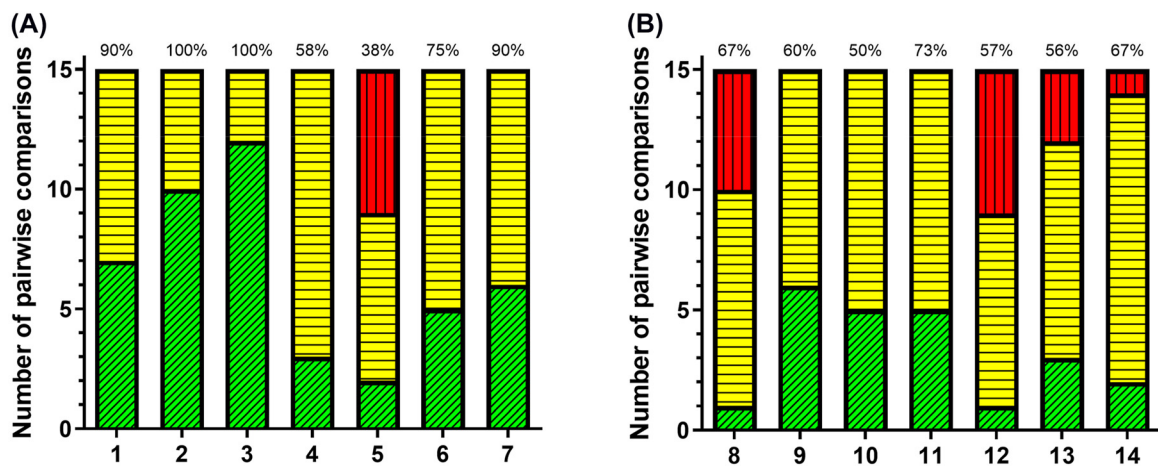 (A)
90% 100% 100% 58% 38% 75% 90%
Number of pairwise comparisons
15
10
5
0
1 2 3 4 5 6 7
(B)
67% 60% 50% 73% 57% 56% 67%
Number of pairwise comparisons
15
10
5
0
8 9 10 11 12 13 14